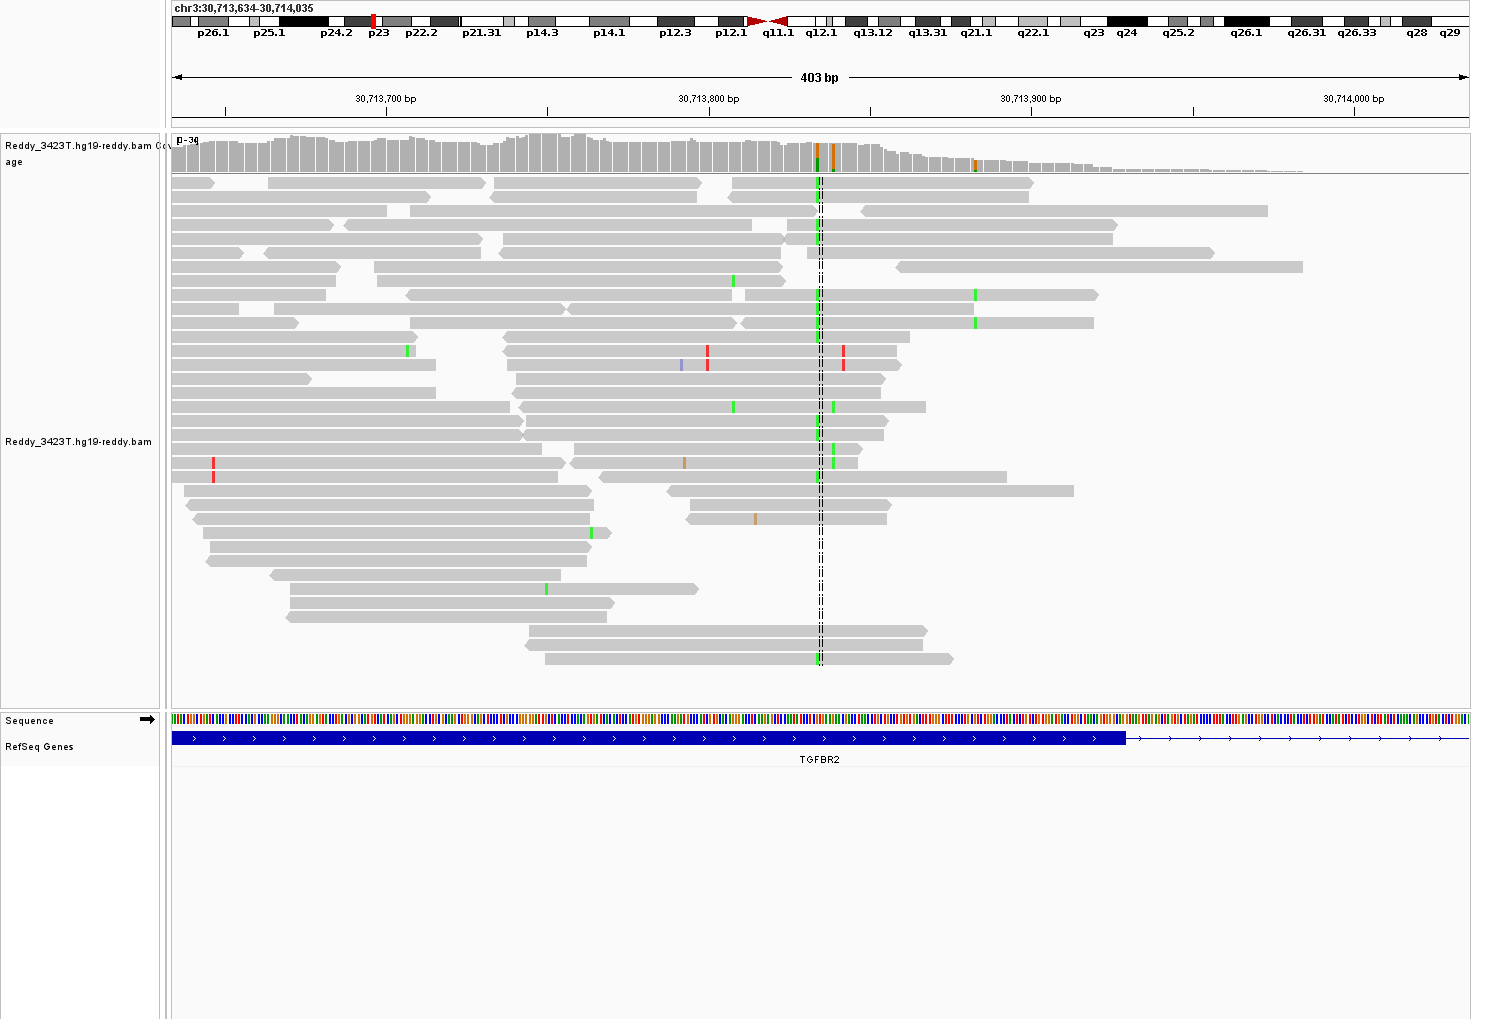 chr3:30,713,634-30,714,035
p26.1 p25.1 p24.2 p23 p22.2 p21.31 p14.3 p14.1 p12.3 p12.1 q11.1 q12.1 q13.12 q13.31 q21.1 q22.1 q23 q24 q25.2 q26.1 q26.31 q26.33 q28 q29
403 bp
30,713,700 bp 30,713,800 bp 30,713,900 bp 30,714,000 bp
Reddy_3423T.hg19-reddy.bam Cov
age
Reddy_3423T.hg19-reddy.bam
Sequence
RefSeq Genes
TGFBR2